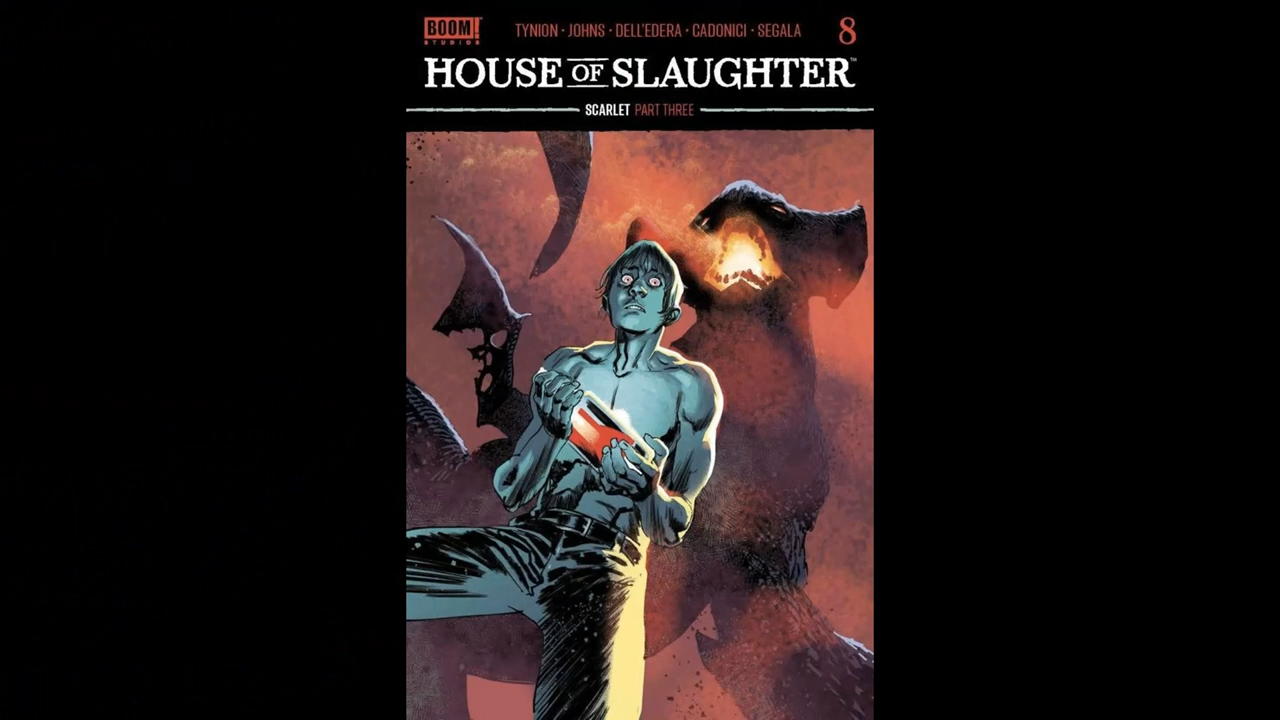 BOOM!
STUDIOS
TYNION · JOHNS · DELL'EDERA · CADONICI · SEGALA
8
HOUSE OF SLAUGHTER™
SCARLET PART THREE